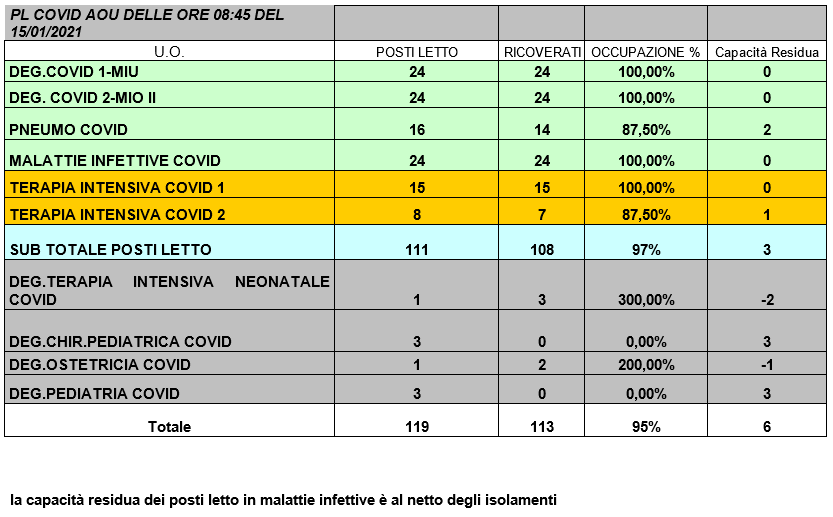 PL COVID AOU DELLE ORE 08:45 DEL
15/01/2021
U.O. POSTI LETTO RICOVERATI OCCUPAZIONE % Capacità Residua
DEG.COVID 1-MIU 24 24 100,00% 0
DEG. COVID 2-MIO II 24 24 100,00% 0
PNEUMO COVID 16 14 87,50% 2
MALATTIE INFETTIVE COVID 24 24 100,00% 0
TERAPIA INTENSIVA COVID 1 15 15 100,00% 0
TERAPIA INTENSIVA COVID 2 8 7 87,50% 1
SUB TOTALE POSTI LETTO 111 108 97% 3
DEG.TERAPIA INTENSIVA NEONATALE
COVID 1 3 300,00% -2
DEG.CHIR.PEDIATRICA COVID 3 0 0,00% 3
DEG.OSTETRICIA COVID 1 2 200,00% -1
DEG.PEDIATRIA COVID 3 0 0,00% 3
Totale 119 113 95% 6
la capacità residua dei posti letto in malattie infettive è al netto degli isolamenti